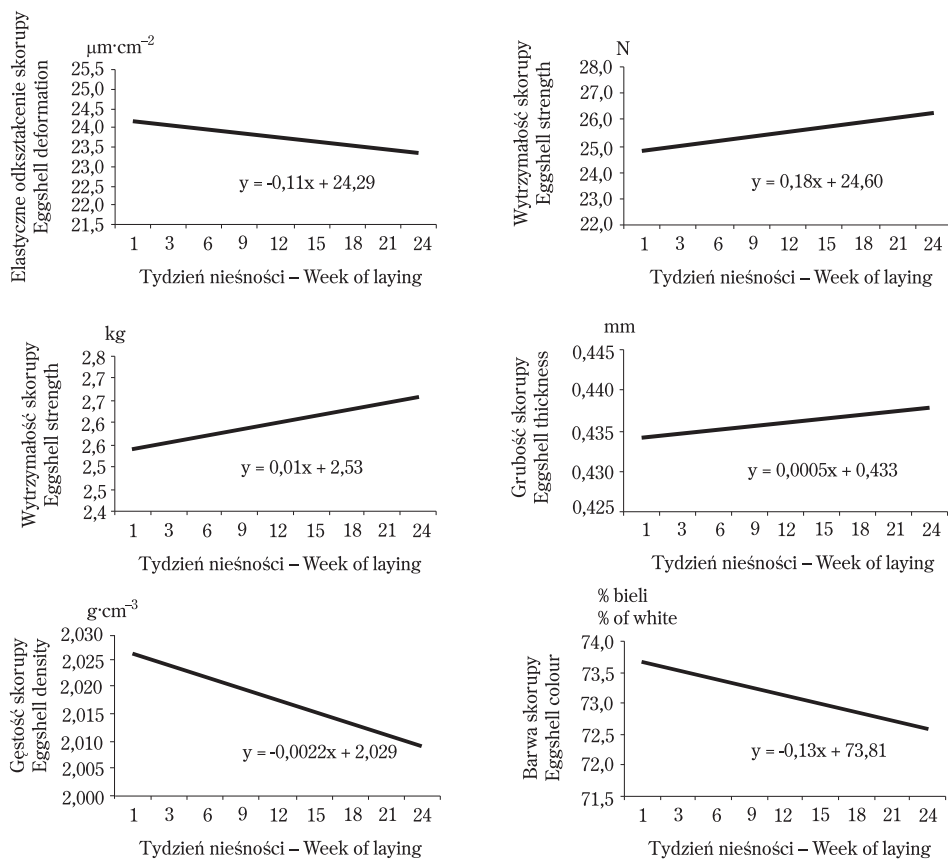 Elastyczne odkształcenie skorupy
Eggshell deformation
μm·cm–2
25,5
25,0
24,5
24,0
23,5
23,0
22,5
22,0
21,5
y = -0,11x + 24,29
1 3 6 9 12 15 18 21 24
Tydzień nieśności – Week of laying
Wytrzymałość skorupy
Eggshell strength
N
28,0
27,0
26,0
25,0
24,0
23,0
22,0
y = 0,18x + 24,60
1 3 6 9 12 15 18 21 24
Tydzień nieśności – Week of laying
Wytrzymałość skorupy
Eggshell strength
kg
2,8
2,7
2,7
2,6
2,6
2,5
2,5
2,4
y = 0,01x + 2,53
1 3 6 9 12 15 18 21 24
Tydzień nieśności – Week of laying
Grubość skorupy
Eggshell thickness
mm
0,445
0,440
0,435
0,430
0,425
y = 0,0005x + 0,433
1 3 6 9 12 15 18 21 24
Tydzień nieśności – Week of laying
Gęstość skorupy
Eggshell density
g·cm–3
2,030
2,025
2,020
2,015
2,010
2,005
2,000
y = -0,0022x + 2,029
1 3 6 9 12 15 18 21 24
Tydzień nieśności – Week of laying
Barwa skorupy
Eggshell colour
% bieli
% of white
74,0
73,5
73,0
72,5
72,0
71,5
y = -0,13x + 73,81
1 3 6 9 12 15 18 21 24
Tydzień nieśności – Week of laying